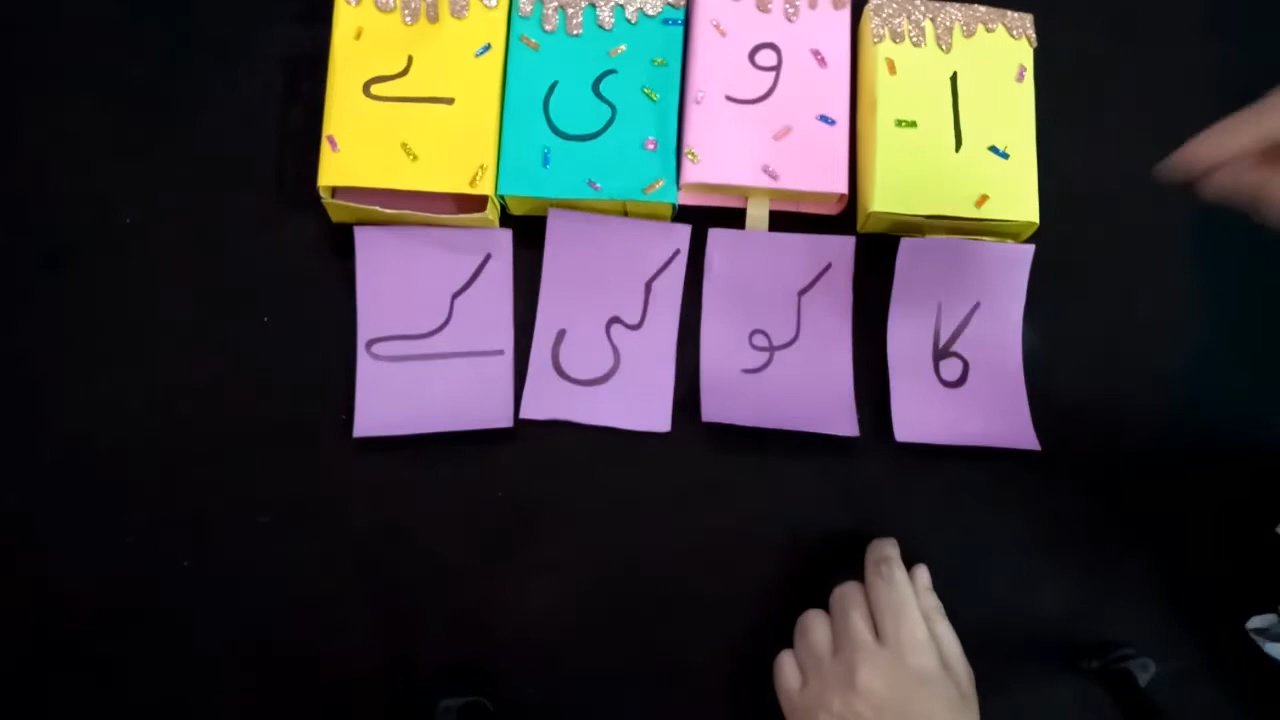 ا و ی ے
کا کو کی کے